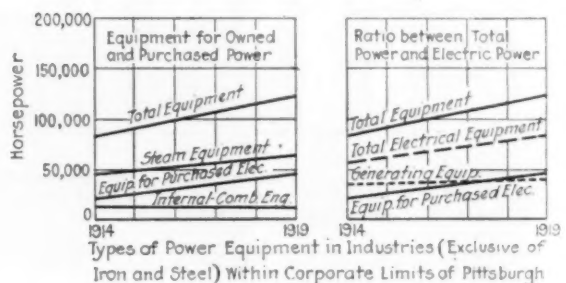 200,000
150,000
100,000
50,000
0
Horsepower
Equipment for Owned
and Purchased Power
Total Equipment
Steam Equipment
Equip. for Purchased Elec.
Internal-Comb. Eng.
1914
1919
Ratio between Total
Power and Electric Power
Total Equipment
Total Electrical Equipment
Generating Equip.
Equip. for Purchased Elec.
1914
1919
Types of Power Equipment in Industries (Exclusive of
Iron and Steel) Within Corporate Limits of Pittsburgh